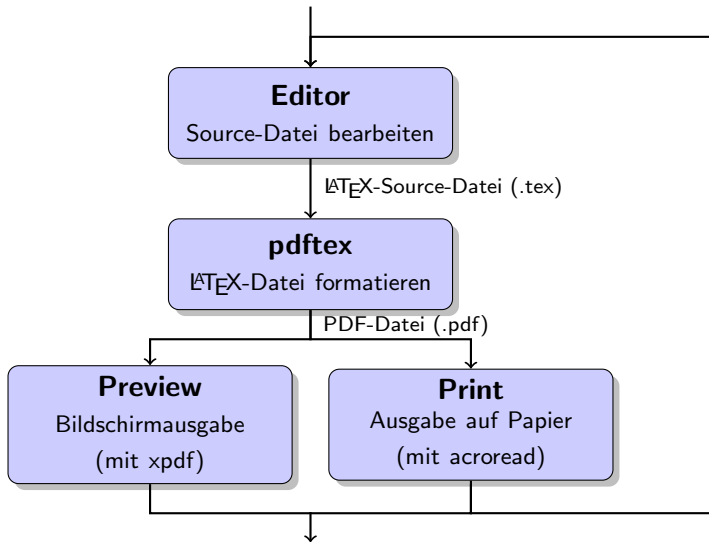 Editor
Source-Datei bearbeiten
LATEX-Source-Datei (.tex)
pdftex
LATEX-Datei formatieren
PDF-Datei (.pdf)
Preview
Bildschirmausgabe
(mit xpdf)
Print
Ausgabe auf Papier
(mit acroread)